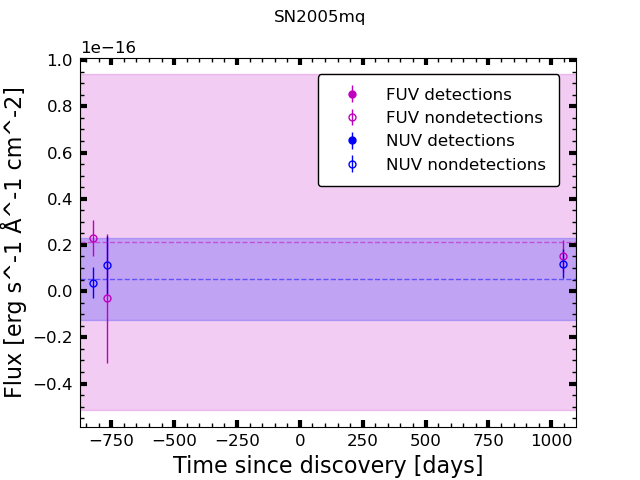 SN2005mq
1e−16
1.0
0.8
0.6
0.4
0.2
0.0
−0.2
−0.4
Flux [erg s^-1 Å^-1 cm^-2]
FUV detections
FUV nondetections
NUV detections
NUV nondetections
−750 −500 −250 0 250 500 750 1000
Time since discovery [days]